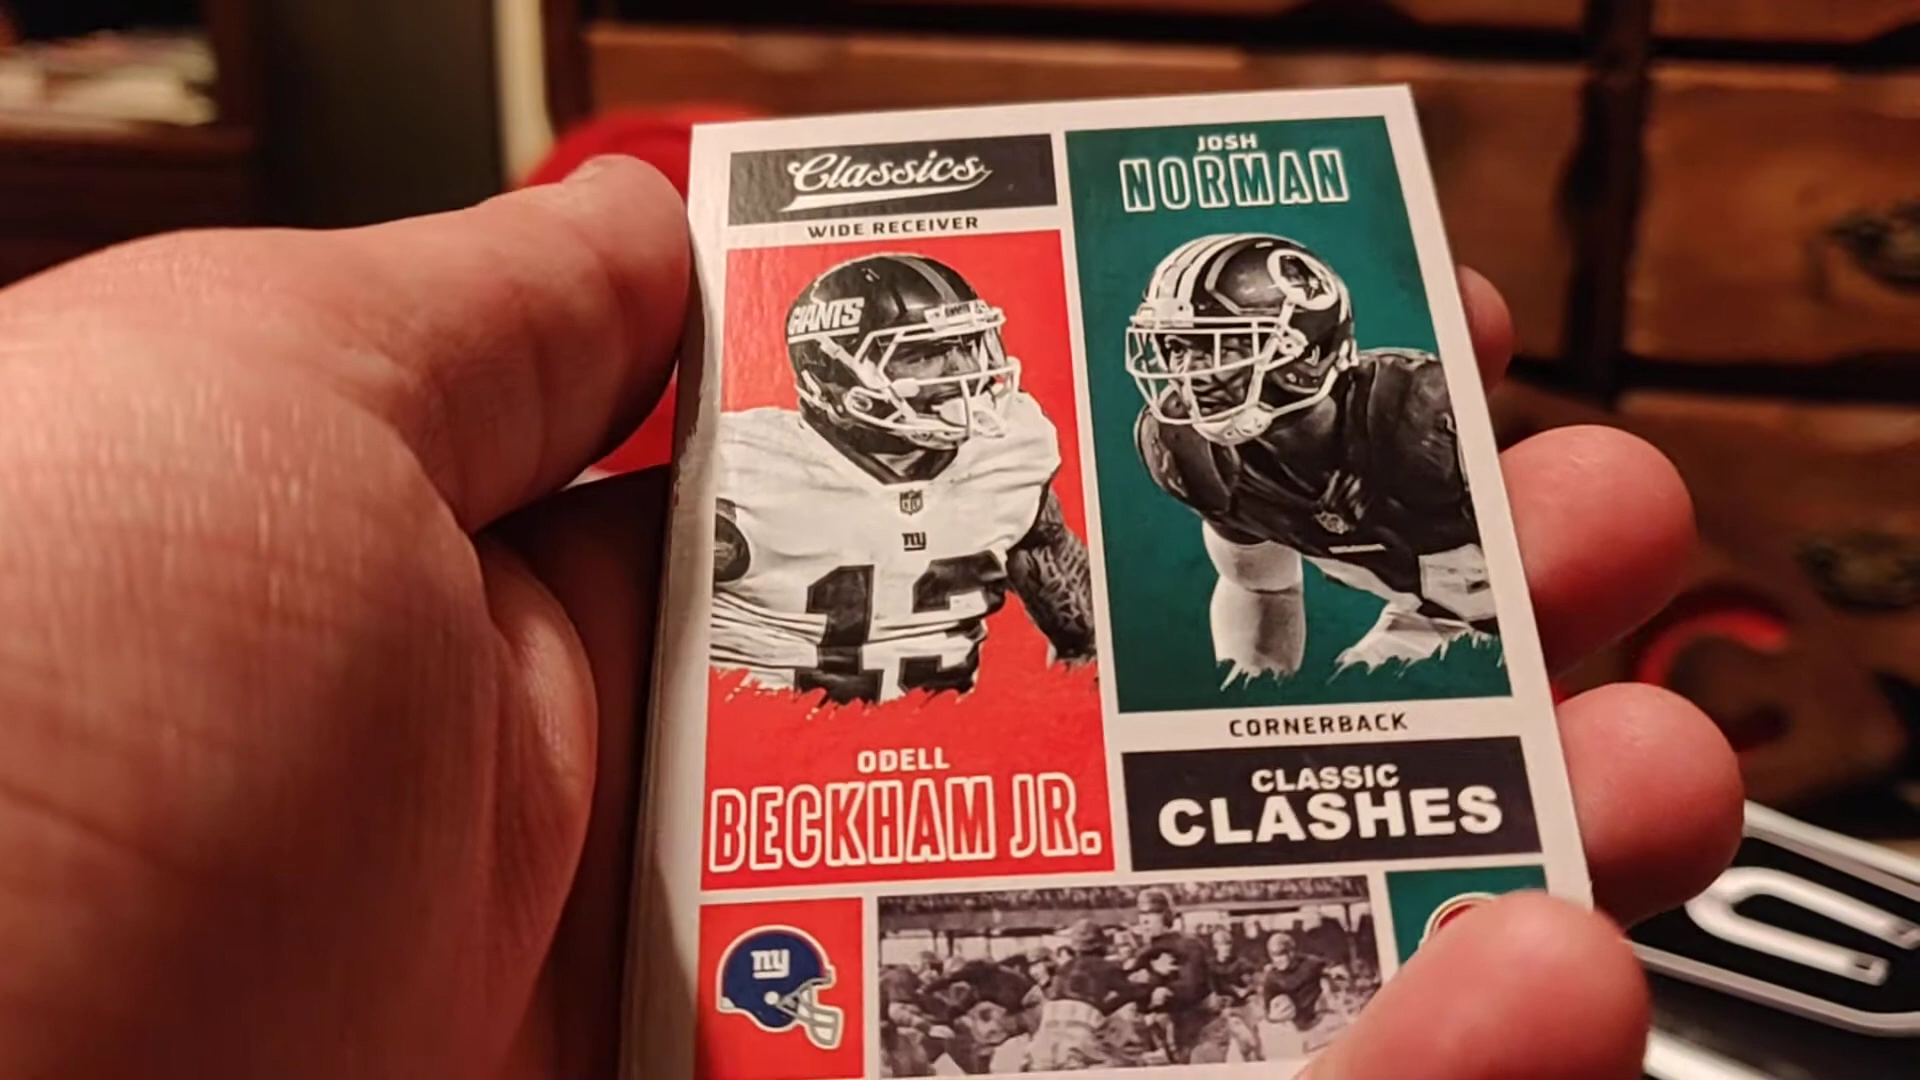 Classics
WIDE RECEIVER
GIANTS
ny
13
ODELL
BECKHAM JR.
JOSH
NORMAN
CORNERBACK
CLASSIC
CLASHES
ny